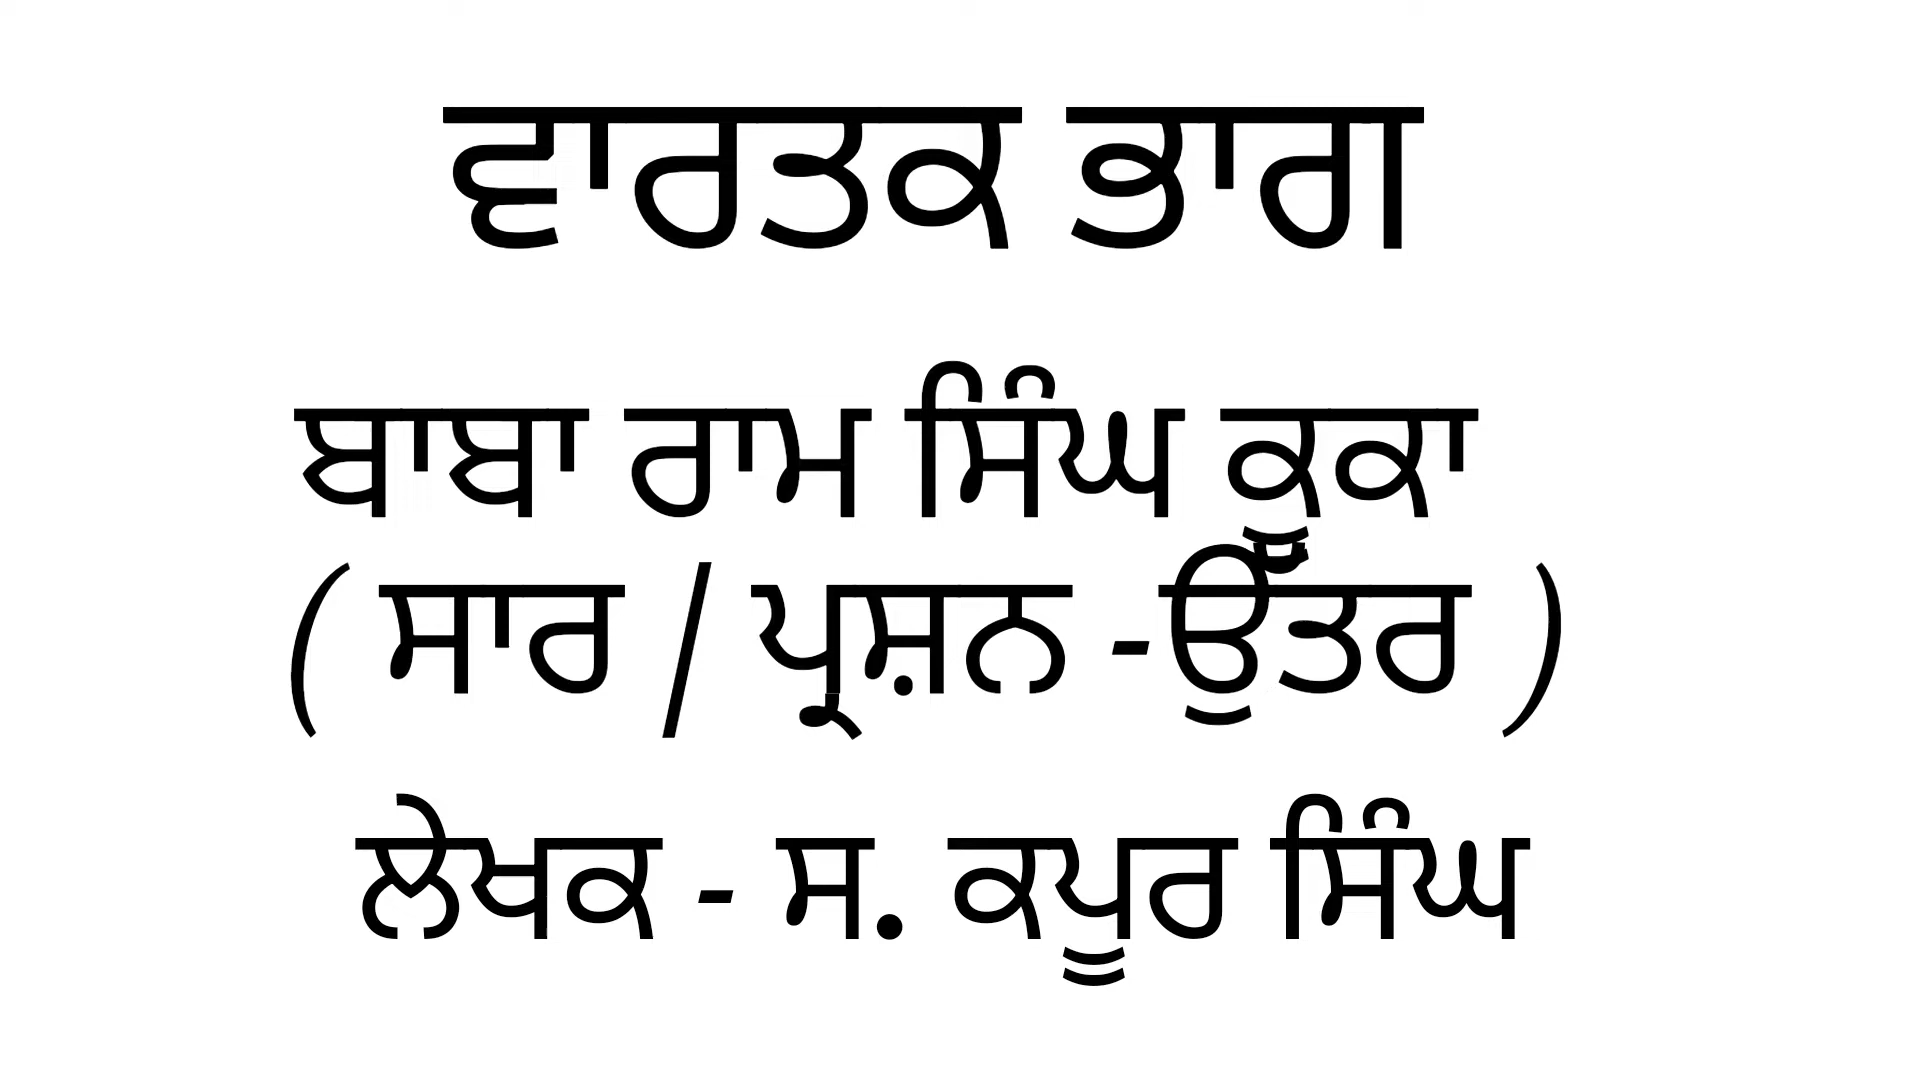 ਵਾਰਤਕ ਭਾਗ
ਬਾਬਾ ਰਾਮ ਸਿੰਘ ਕੂਕਾ
( ਸਾਰ / ਪ੍ਰਸ਼ਨ -ਉੱਤਰ )
ਲੇਖਕ - ਸ. ਕਪੂਰ ਸਿੰਘ